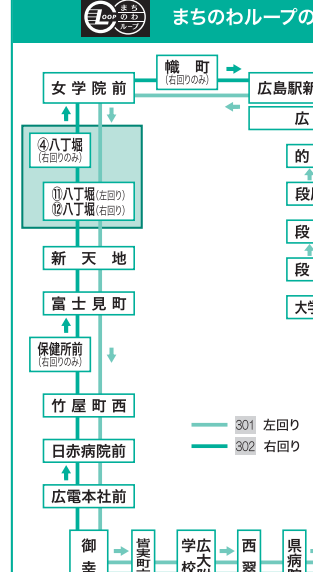 LOOP
まち
のわ
ループ
まちのわループの
女学院前
幟町
(右回りのみ)
広島駅新
広
④八丁堀
(右回りのみ)
⑪八丁堀(左回り)
⑫八丁堀(右回り)
的
段原
段
段
大学
新天地
富士見町
保健所前
(右回りのみ)
竹屋町西
301 左回り
302 右回り
日赤病院前
広電本社前
御幸
皆実町
学校
広大附
西翠
県病院